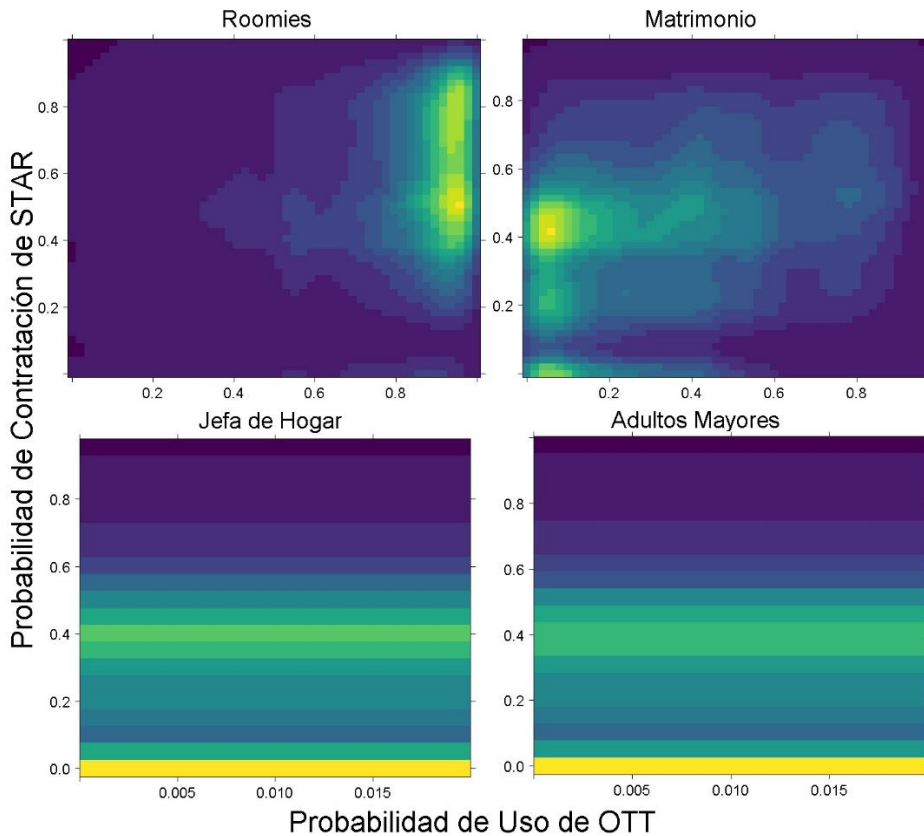 Roomies
Matrimonio
0.8
0.6
0.4
0.2
0.8
0.6
0.4
0.2
0.2 0.4 0.6 0.8
0.2 0.4 0.6 0.8
Probabilidad de Contratación de STAR
Jefa de Hogar
Adultos Mayores
0.8
0.6
0.4
0.2
0.0
0.8
0.6
0.4
0.2
0.0
0.005 0.010 0.015
0.005 0.010 0.015
Probabilidad de Uso de OTT